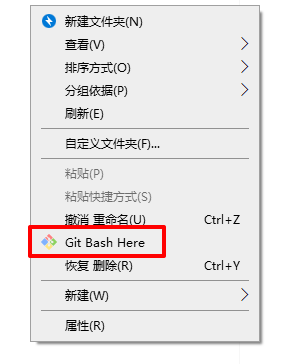 新建文件夹(N)
查看(V)
排序方式(O)
分组依据(P)
刷新(E)
自定义文件夹(F)...
粘贴(P)
粘贴快捷方式(S)
撤消 重命名(U) Ctrl+Z
Git Bash Here
恢复 删除(R) Ctrl+Y
新建(W)
属性(R)